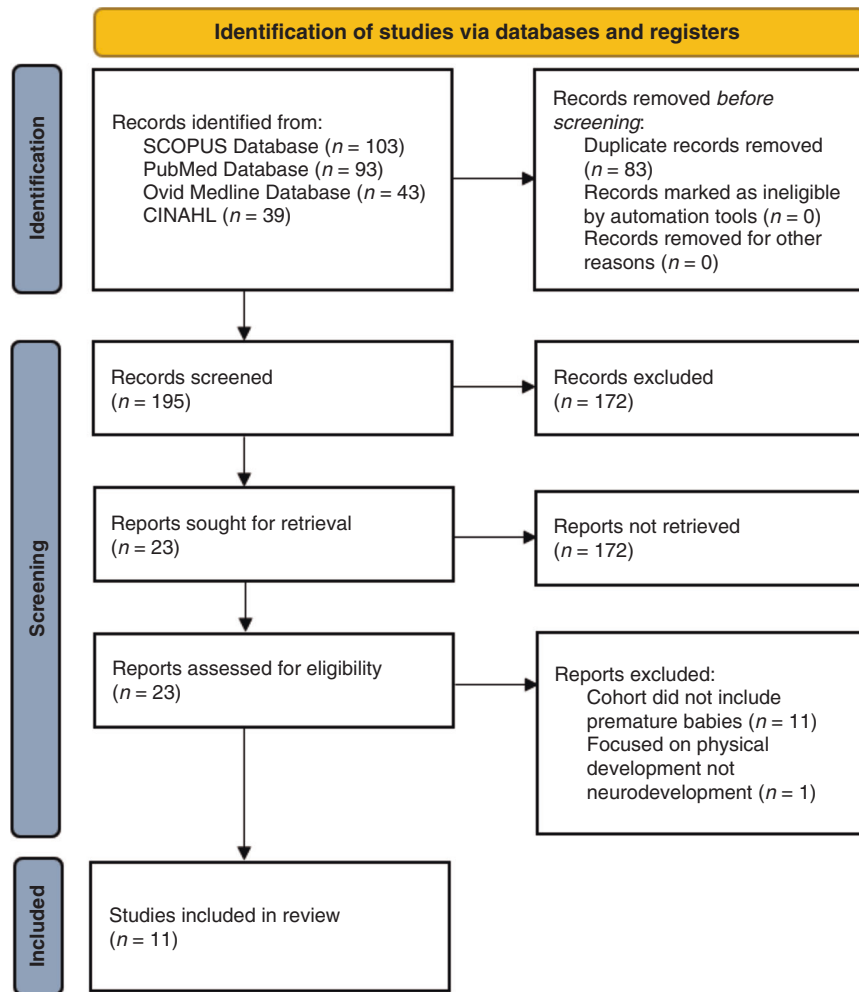 Identification of studies via databases and registers
Identification
Records identified from:
SCOPUS Database (n = 103)
PubMed Database (n = 93)
Ovid Medline Database (n = 43)
CINAHL (n = 39)
Records removed before
screening:
Duplicate records removed
(n = 83)
Records marked as ineligible
by automation tools (n = 0)
Records removed for other
reasons (n = 0)
Screening
Records screened
(n = 195)
Records excluded
(n = 172)
Reports sought for retrieval
(n = 23)
Reports not retrieved
(n = 172)
Reports assessed for eligibility
(n = 23)
Reports excluded:
Cohort did not include
premature babies (n = 11)
Focused on physical
development not
neurodevelopment (n = 1)
Included
Studies included in review
(n = 11)